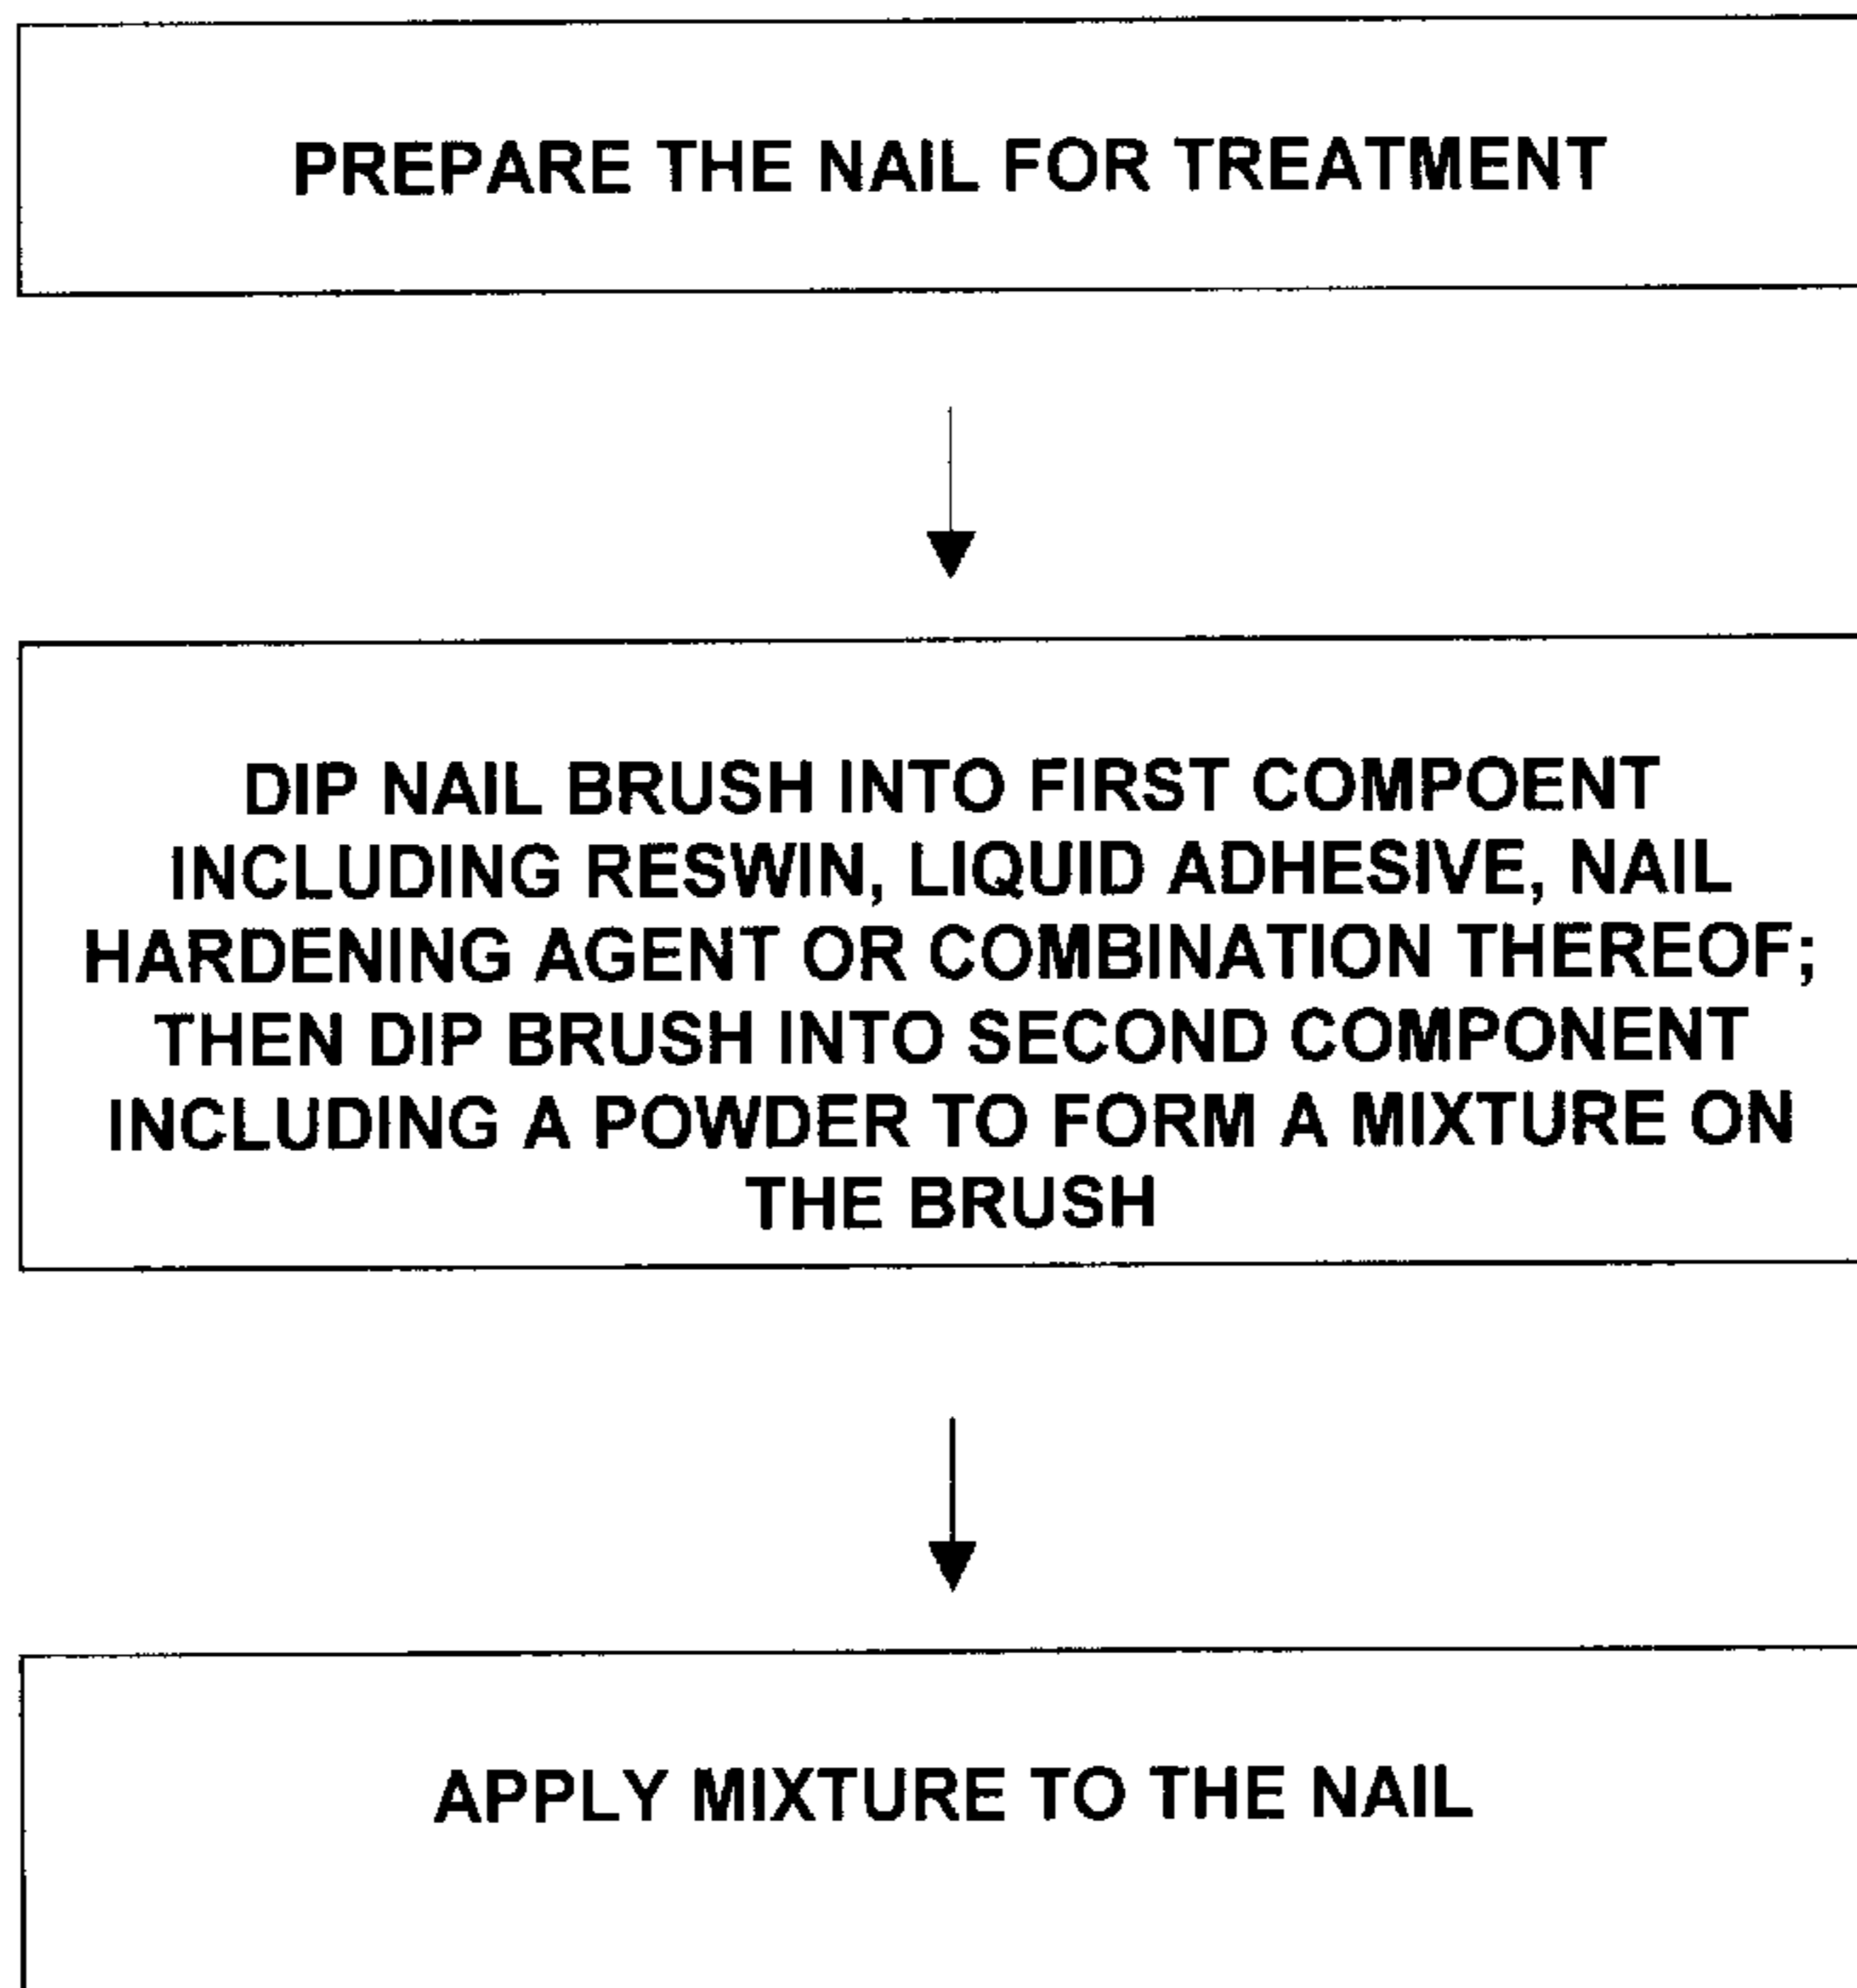 PREPARE THE NAIL FOR TREATMENT
DIP NAIL BRUSH INTO FIRST COMPOENT
INCLUDING RESWIN, LIQUID ADHESIVE, NAIL
HARDENING AGENT OR COMBINATION THEREOF;
THEN DIP BRUSH INTO SECOND COMPONENT
INCLUDING A POWDER TO FORM A MIXTURE ON
THE BRUSH
APPLY MIXTURE TO THE NAIL